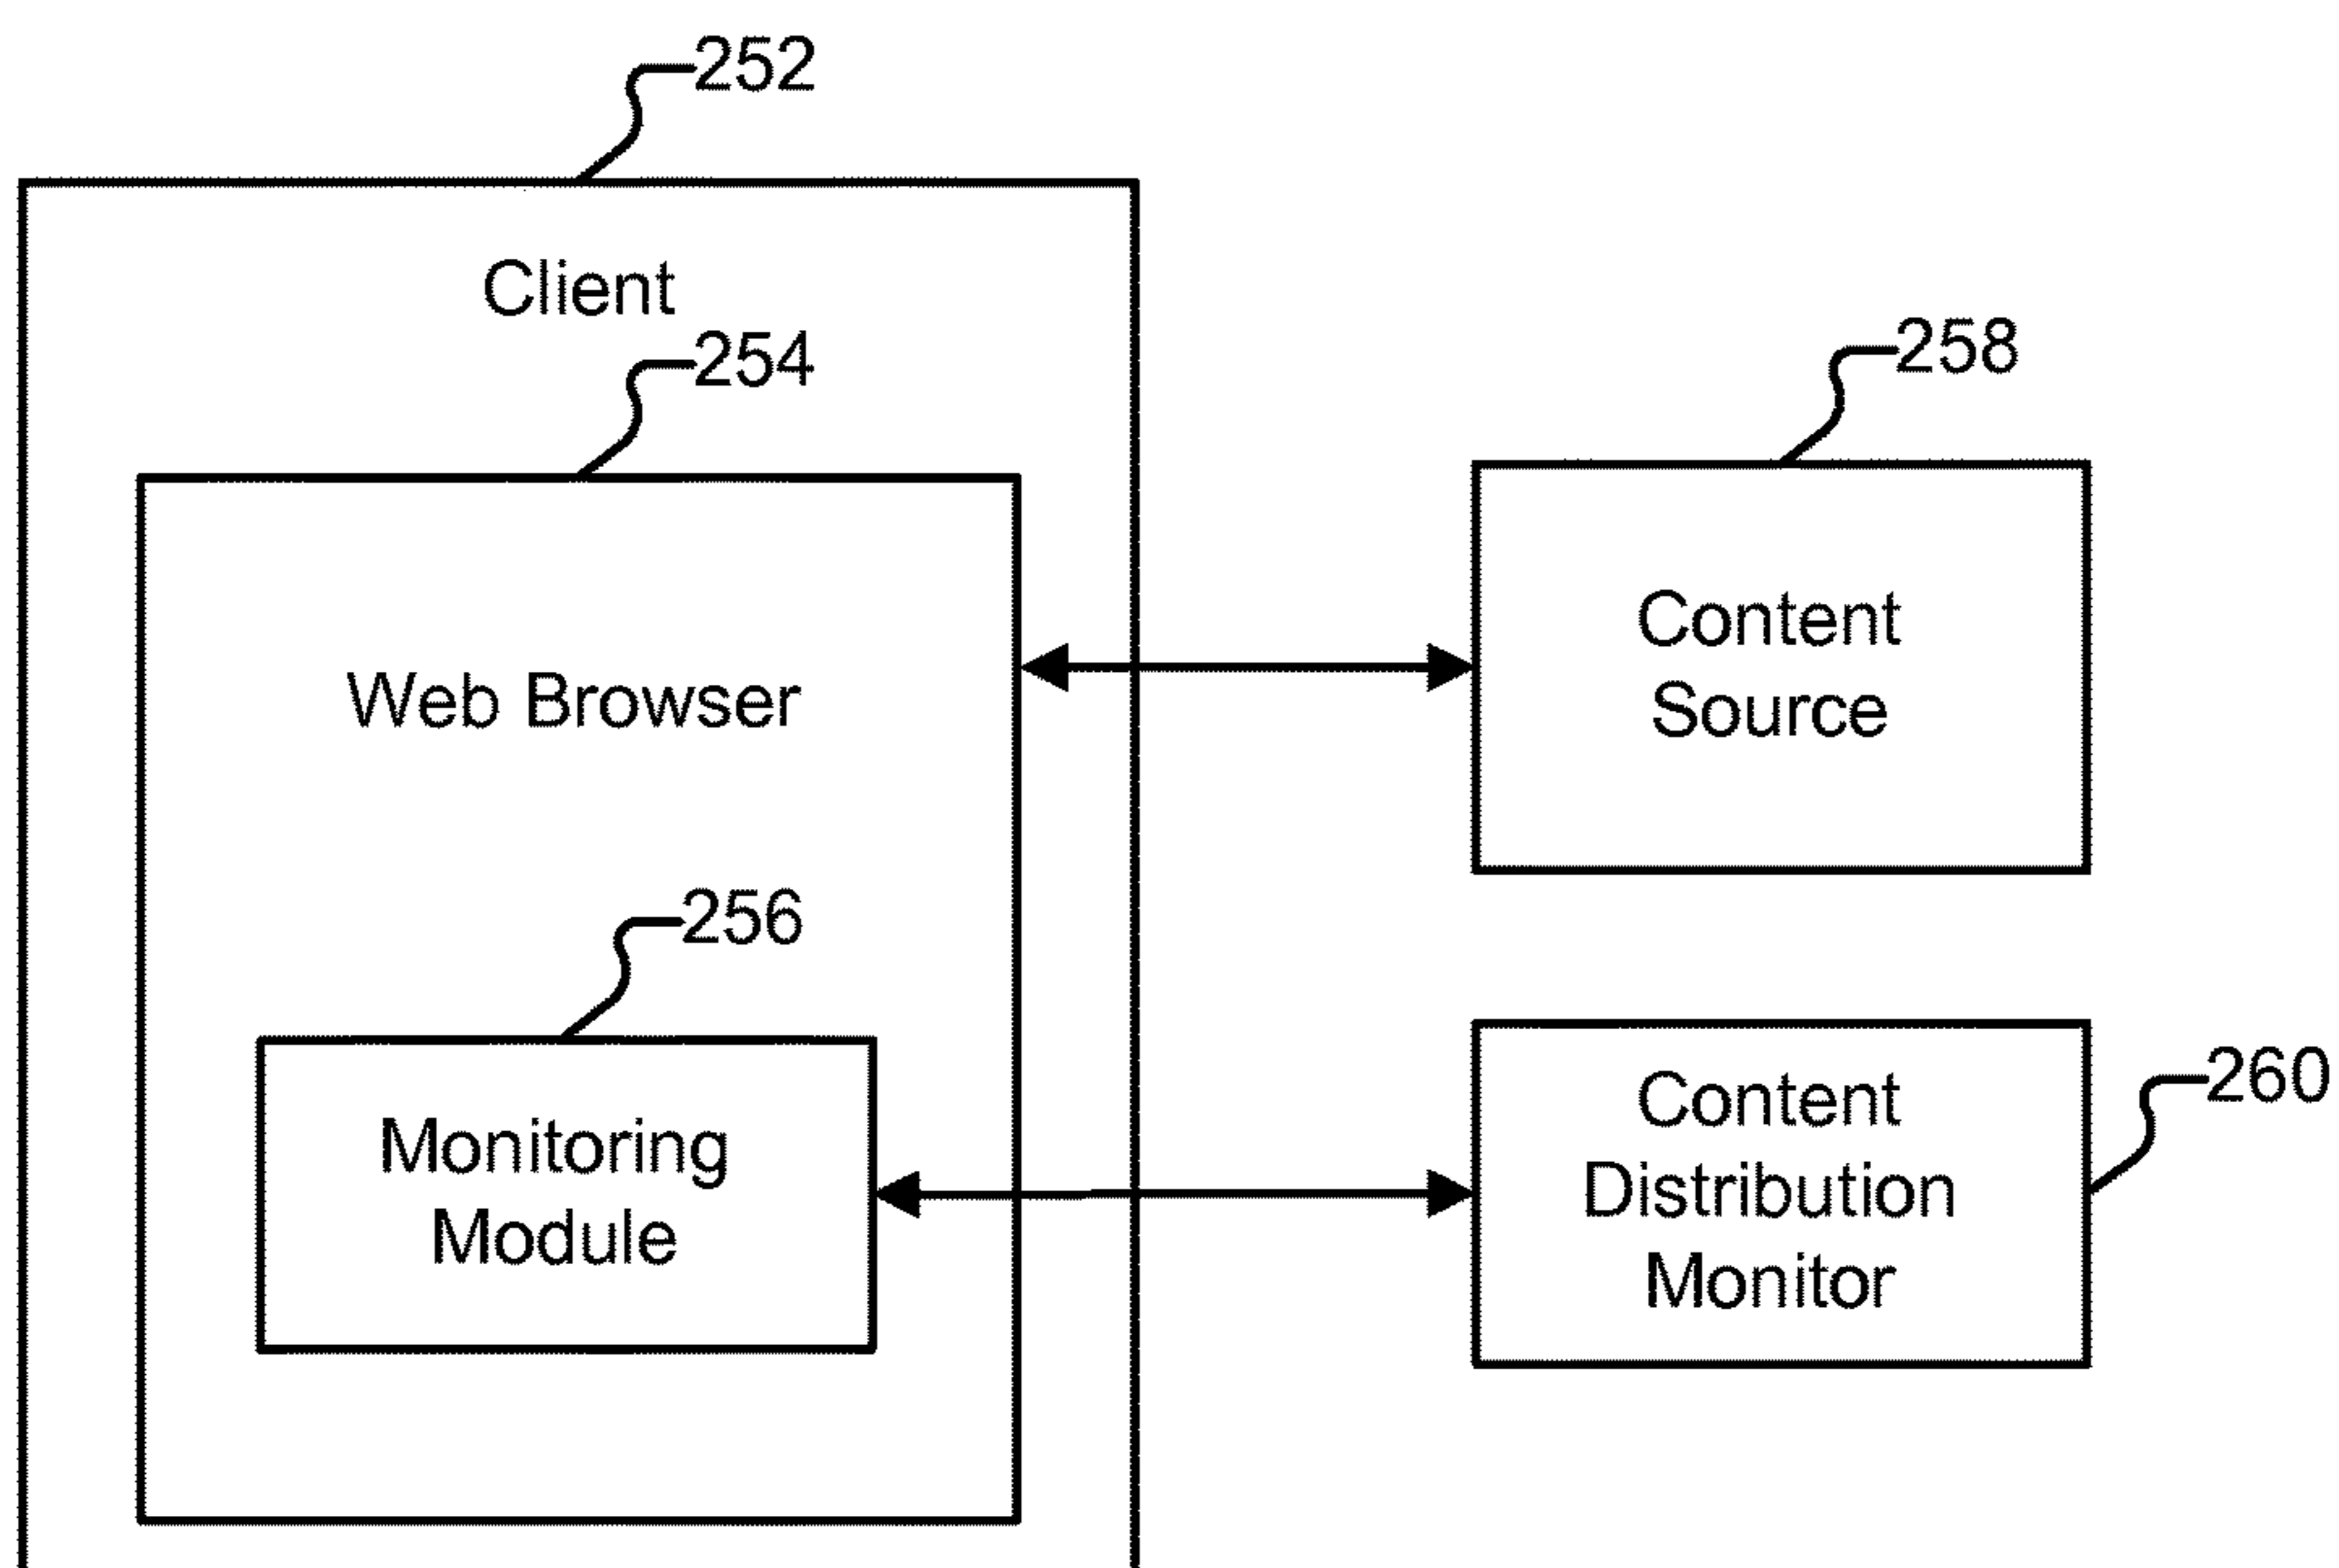 252
Client
254
258
Web Browser
Content
Source
256
Monitoring
Module
Content
Distribution
Monitor
260